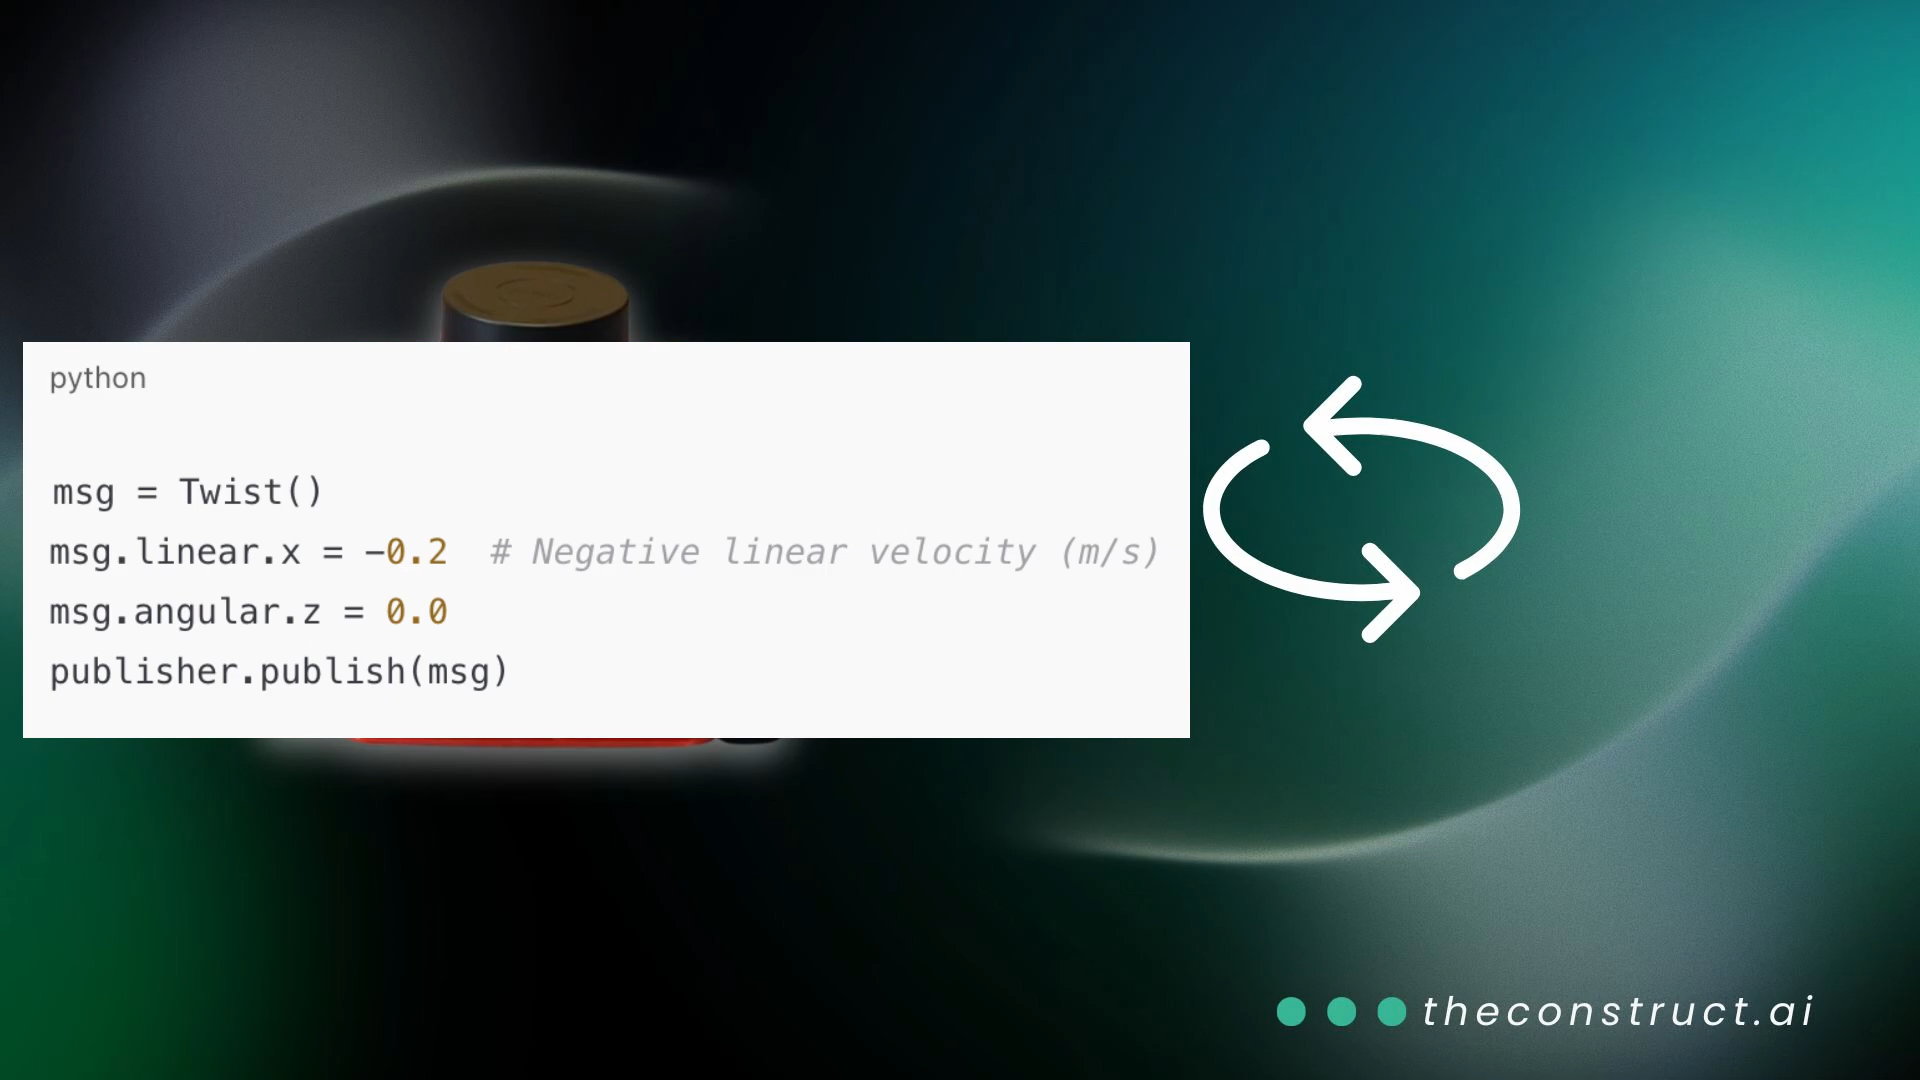 python
msg = Twist()
msg.linear.x = −0.2  # Negative linear velocity (m/s)
msg.angular.z = 0.0
publisher.publish(msg)
theconstruct.ai